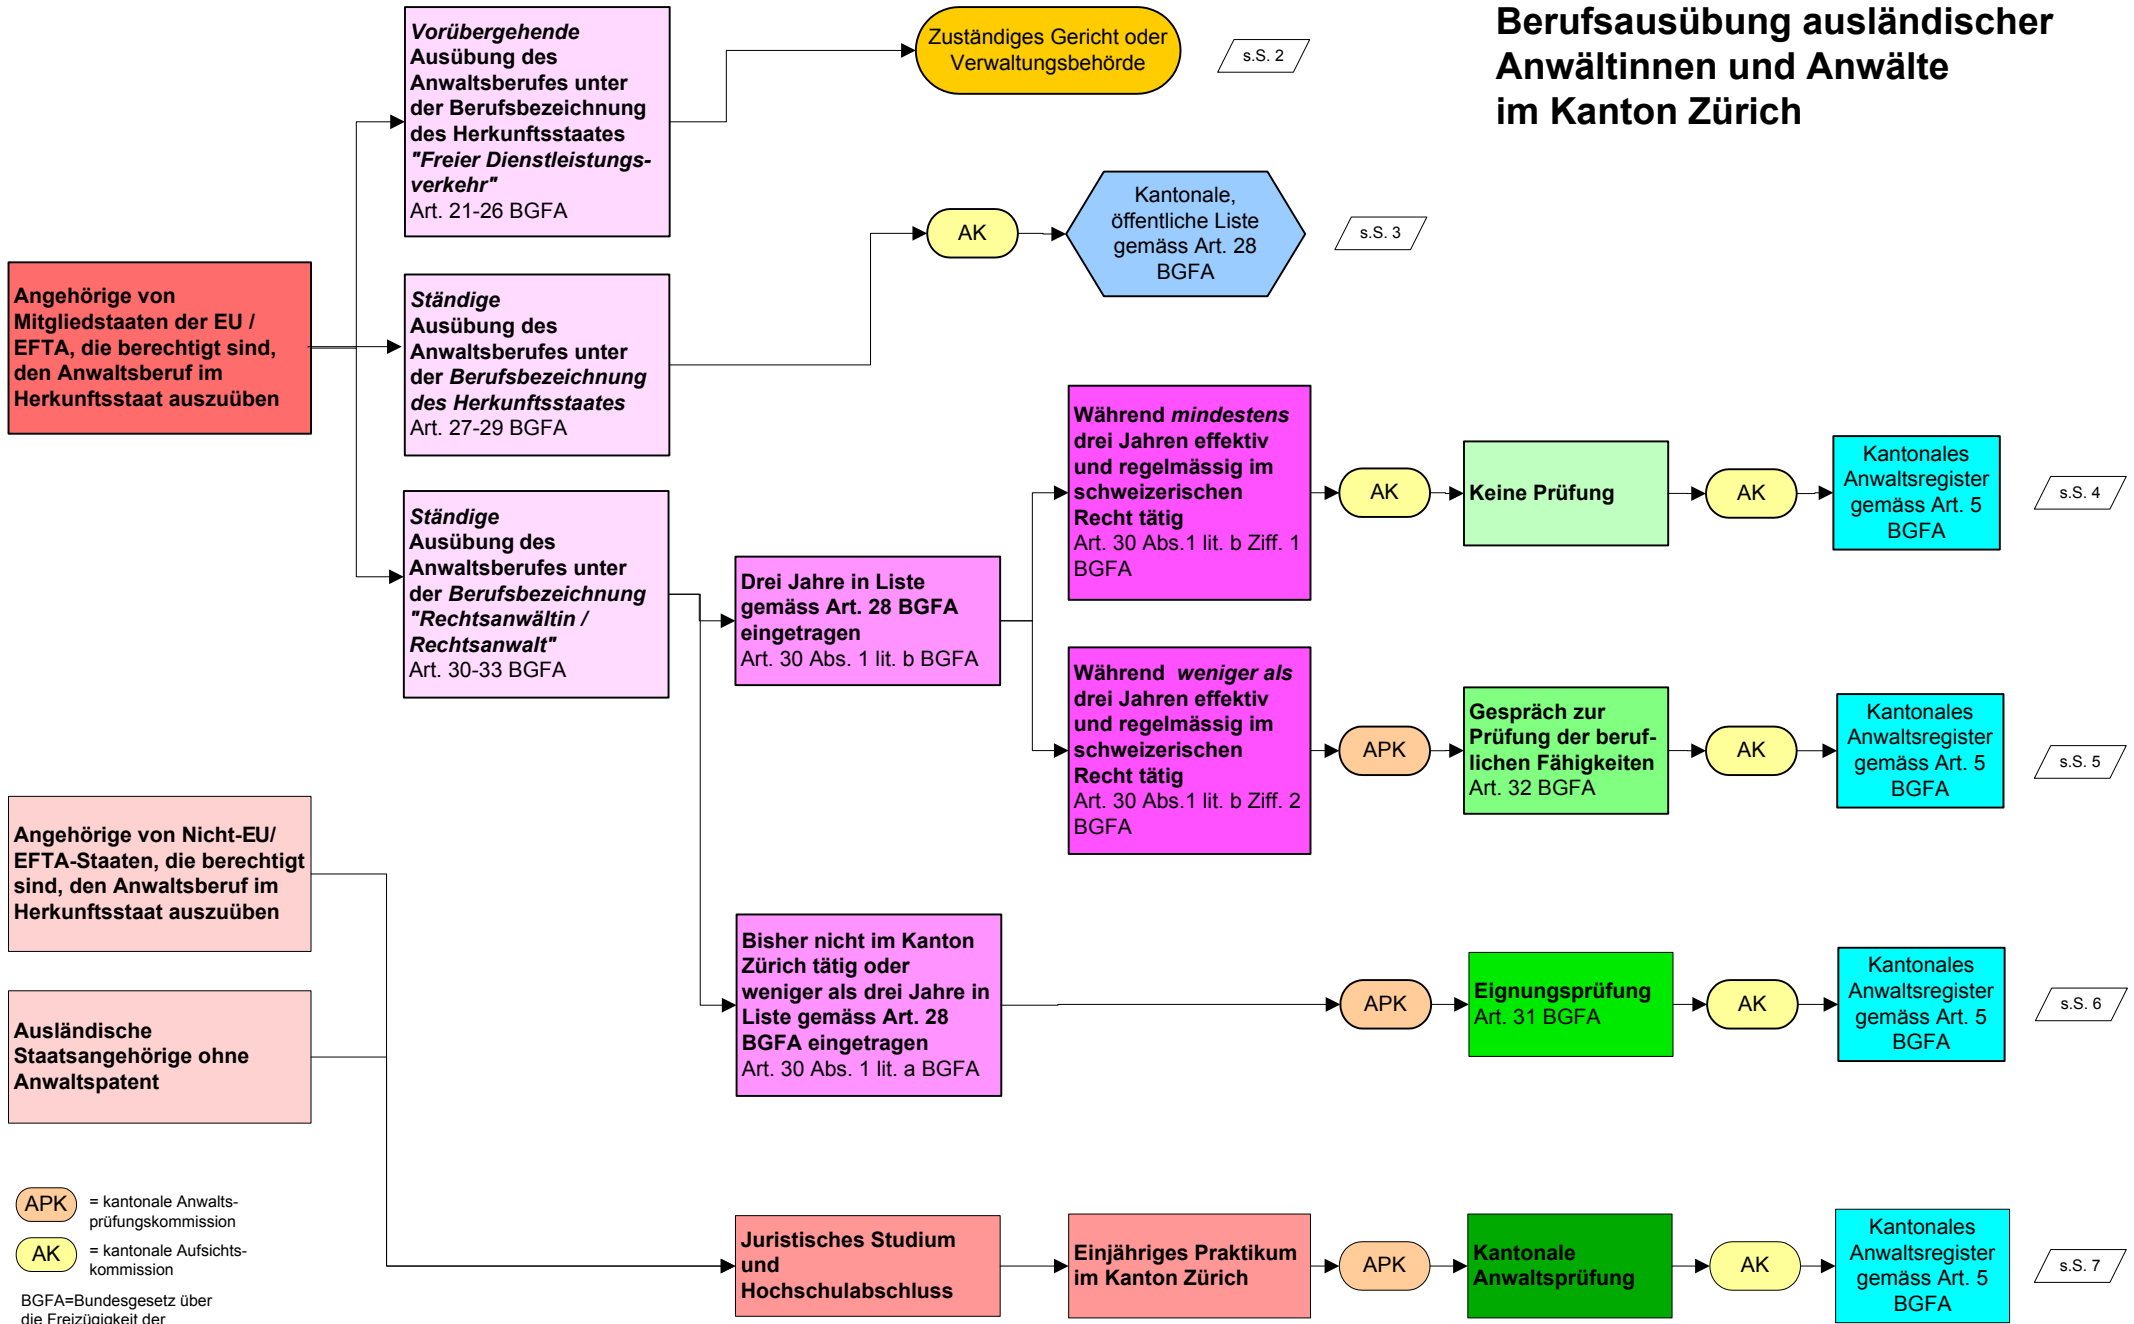 Berufsausübung ausländischer
Anwältinnen und Anwälte
im Kanton Zürich
Vorübergehende
Ausübung des
Anwaltsberufes unter
der Berufsbezeichnung
des Herkunftsstaates
"Freier Dienstleistungs-
verkehr"
Art. 21-26 BGFA
Zuständiges Gericht oder
Verwaltungsbehörde
s.S. 2
Angehörige von
Mitgliedstaaten der EU /
EFTA, die berechtigt sind,
den Anwaltsberuf im
Herkunftsstaat auszuüben
Ständige
Ausübung des
Anwaltsberufes unter
der Berufsbezeichnung
des Herkunftsstaates
Art. 27-29 BGFA
AK
Kantonale,
öffentliche Liste
gemäss Art. 28
BGFA
s.S. 3
Ständige
Ausübung des
Anwaltsberufes unter
der Berufsbezeichnung
"Rechtsanwältin /
Rechtsanwalt"
Art. 30-33 BGFA
Drei Jahre in Liste
gemäss Art. 28 BGFA
eingetragen
Art. 30 Abs. 1 lit. b BGFA
Während mindestens
drei Jahren effektiv
und regelmässig im
schweizerischen
Recht tätig
Art. 30 Abs.1 lit. b Ziff. 1
BGFA
AK
Keine Prüfung
AK
Kantonales
Anwaltsregister
gemäss Art. 5
BGFA
s.S. 4
Während weniger als
drei Jahren effektiv
und regelmässig im
schweizerischen
Recht tätig
Art. 30 Abs.1 lit. b Ziff. 2
BGFA
APK
Gespräch zur
Prüfung der beruf-
lichen Fähigkeiten
Art. 32 BGFA
AK
Kantonales
Anwaltsregister
gemäss Art. 5
BGFA
s.S. 5
Angehörige von Nicht-EU/
EFTA-Staaten, die berechtigt
sind, den Anwaltsberuf im
Herkunftsstaat auszuüben
Bisher nicht im Kanton
Zürich tätig oder
weniger als drei Jahre in
Liste gemäss Art. 28
BGFA eingetragen
Art. 30 Abs. 1 lit. a BGFA
APK
Eignungsprüfung
Art. 31 BGFA
AK
Kantonales
Anwaltsregister
gemäss Art. 5
BGFA
s.S. 6
Ausländische
Staatsangehörige ohne
Anwaltspatent
Juristisches Studium
und
Hochschulabschluss
Einjähriges Praktikum
im Kanton Zürich
APK
Kantonale
Anwaltsprüfung
AK
Kantonales
Anwaltsregister
gemäss Art. 5
BGFA
s.S. 7
APK = kantonale Anwalts-
prüfungskommission
AK = kantonale Aufsichts-
kommission
BGFA=Bundesgesetz über
die Freizügigkeit der